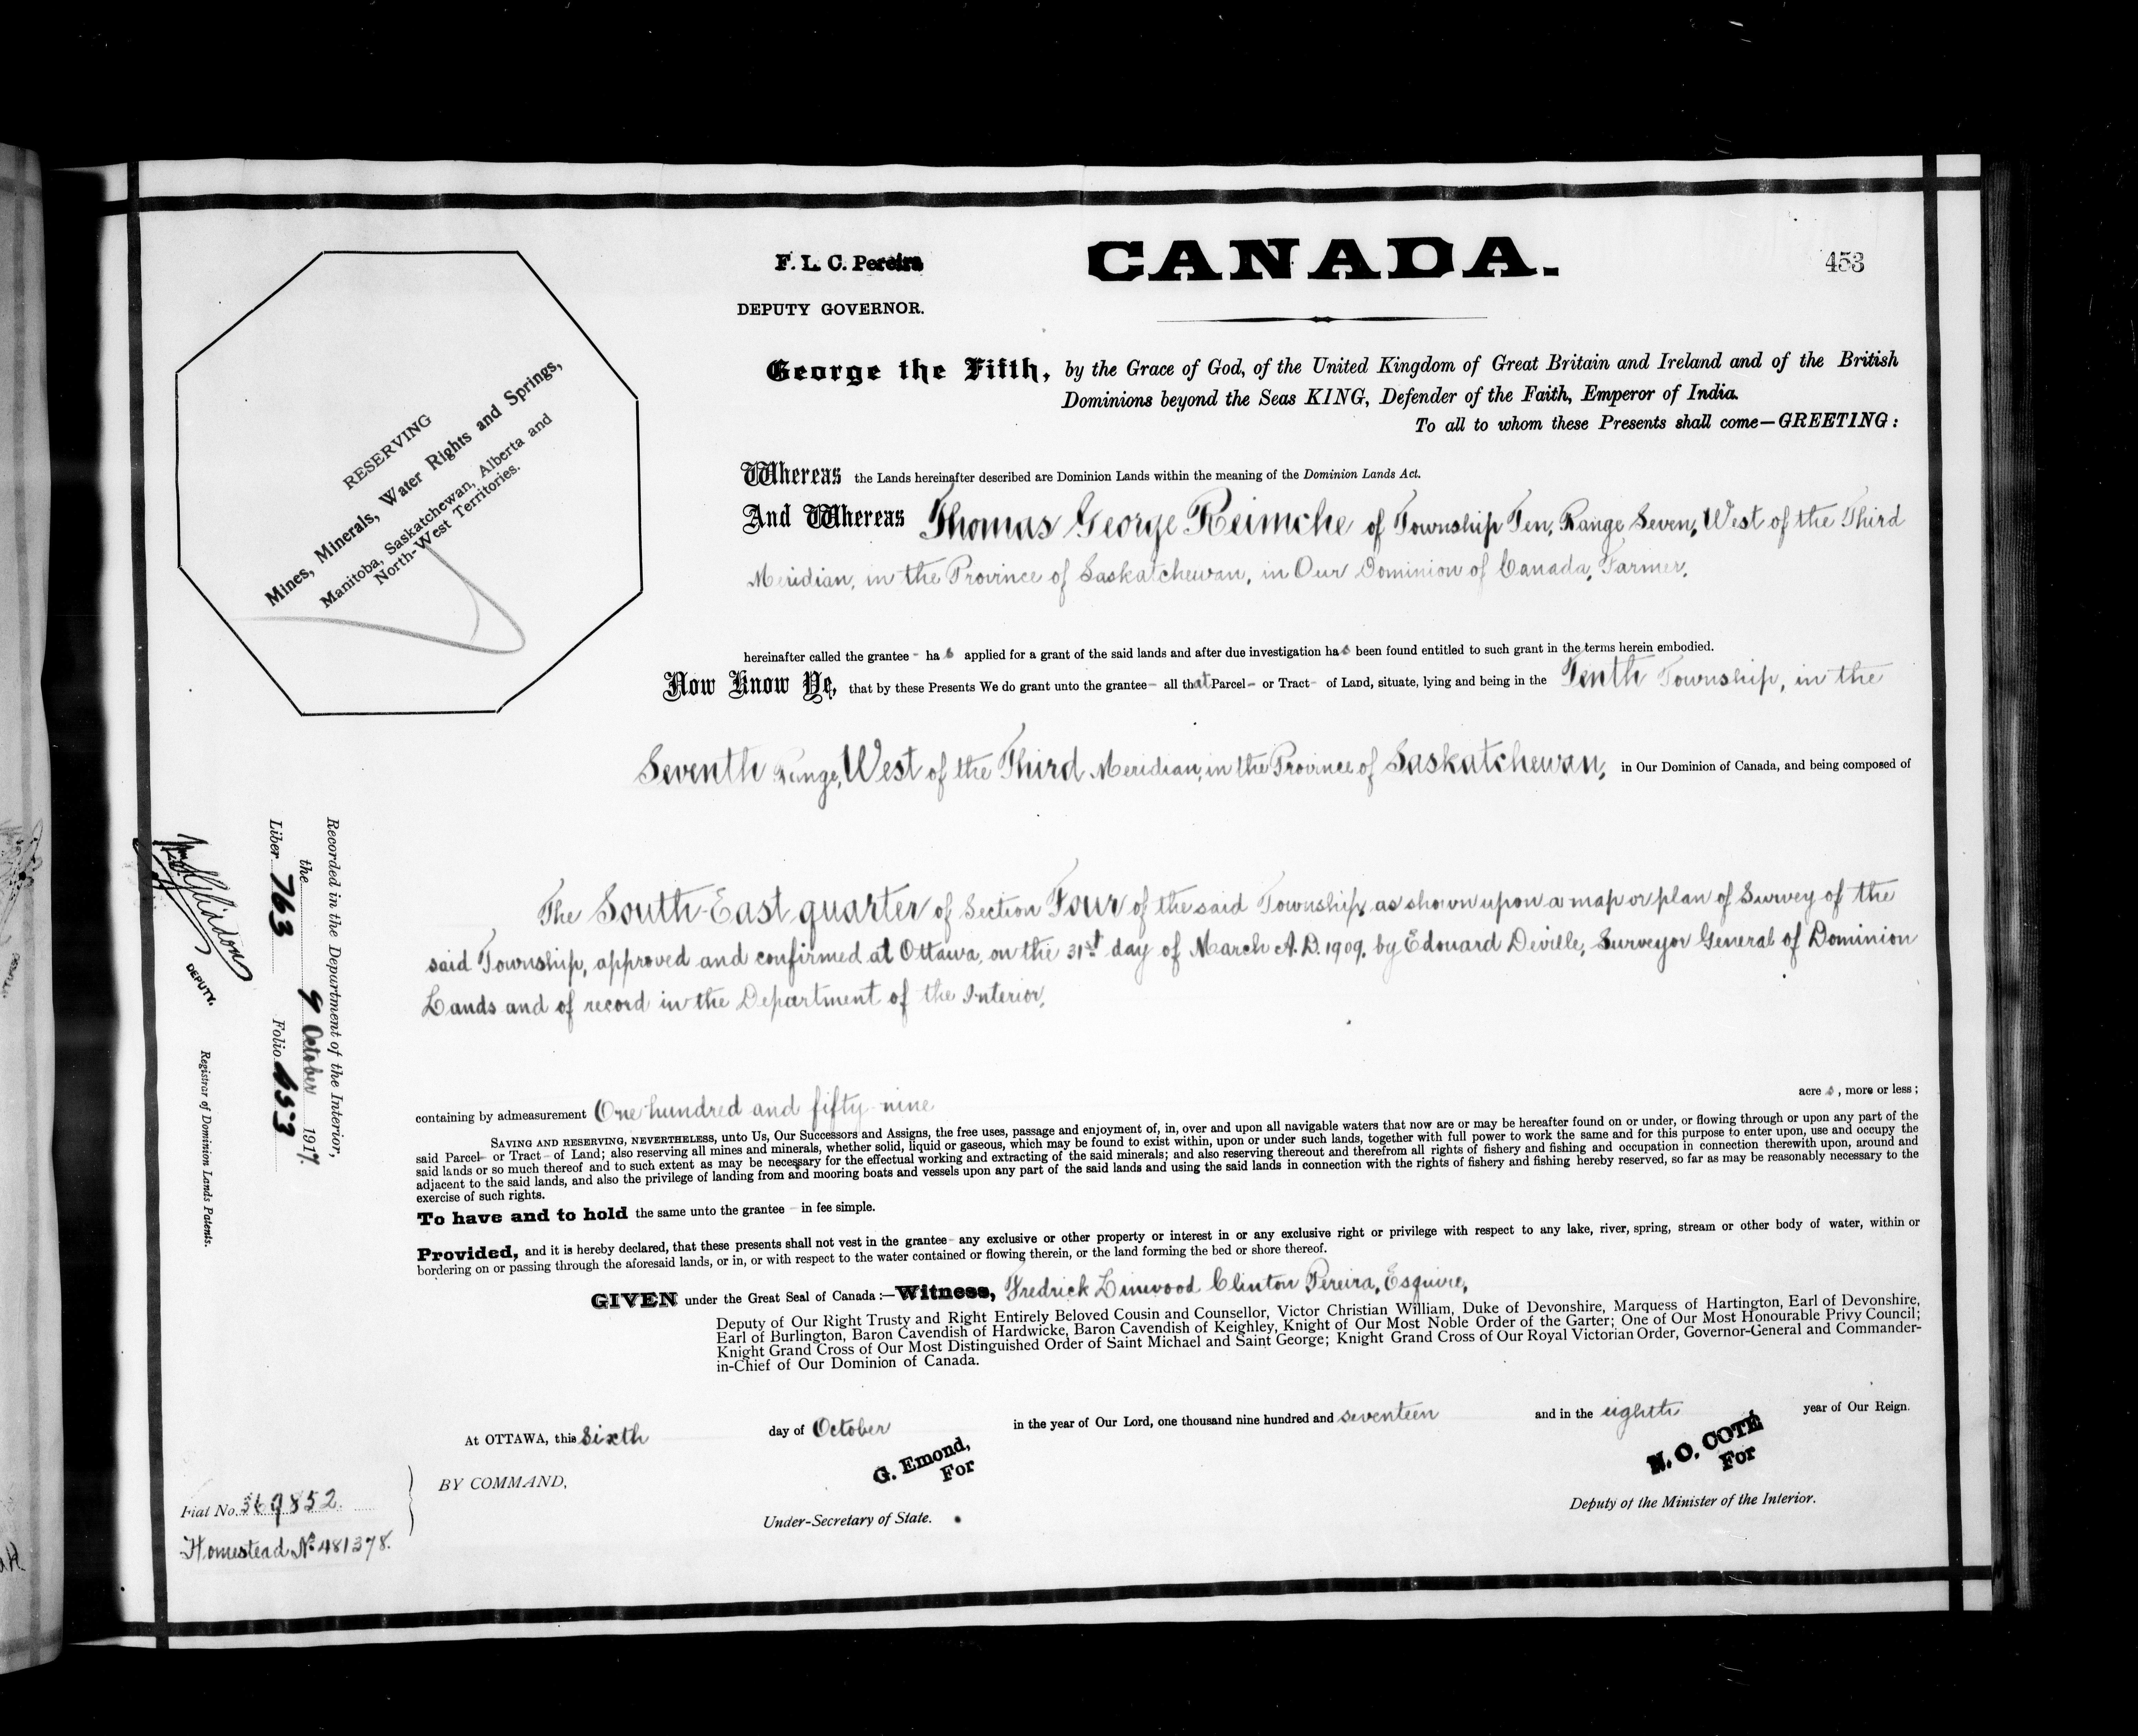 F. L. C. Pereira
DEPUTY GOVERNOR.
CANADA.
453
RESERVING
Mines, Minerals, Water Rights and Springs,
Manitoba, Saskatchewan, Alberta and
North-West Territories.
George the Fifth, by the Grace of God, of the United Kingdom of Great Britain and Ireland and of the British
Dominions beyond the Seas KING, Defender of the Faith, Emperor of India.
To all to whom these Presents shall come—GREETING:
Whereas the Lands hereinafter described are Dominion Lands within the meaning of the Dominion Lands Act.
And Whereas Thomas George Reimche of Township Ten, Range Seven, West of the Third
Meridian, in the Province of Saskatchewan, in Our Dominion of Canada, Farmer,
hereinafter called the grantee - has applied for a grant of the said lands and after due investigation has been found entitled to such grant in the terms herein embodied.
Now Know Ye, that by these Presents We do grant unto the grantee - all that Parcel - or Tract - of Land, situate, lying and being in the Tenth Township, in the
Seventh Range, West of the Third Meridian, in the Province of Saskatchewan, in Our Dominion of Canada, and being composed of
The South-East quarter of Section Four of the said Township, as shown upon a map or plan of Survey of the
said Township, approved and confirmed at Ottawa, on the 31st day of March A.D. 1909, by Edouard Deville, Surveyor General of Dominion
Lands and of record in the Department of the Interior,
containing by admeasurement One hundred and fifty-nine acres, more or less;
SAVING AND RESERVING, NEVERTHELESS, unto Us, Our Successors and Assigns, the free uses, passage and enjoyment of, in, over and upon all navigable waters that now are or may be hereafter found on or under, or flowing through or upon any part of the
said Parcel - or Tract - of Land; also reserving all mines and minerals, whether solid, liquid or gaseous, which may be found to exist within, upon or under such lands, together with full power to work the same and for this purpose to enter upon, use and occupy the
said lands or so much thereof and to such extent as may be necessary for the effectual working and extracting of the said minerals; and also reserving thereout and therefrom all rights of fishery and fishing and occupation in connection therewith upon, around and
adjacent to the said lands, and also the privilege of landing from and mooring boats and vessels upon any part of the said lands and using the said lands in connection with the rights of fishery and fishing hereby reserved, so far as may be reasonably necessary to the
exercise of such rights.
To have and to hold the same unto the grantee - in fee simple.
Provided, and it is hereby declared, that these presents shall not vest in the grantee - any exclusive or other property or interest in or any exclusive right or privilege with respect to any lake, river, spring, stream or other body of water, within or
bordering on or passing through the aforesaid lands, or in, or with respect to the water contained or flowing therein, or the land forming the bed or shore thereof.
GIVEN under the Great Seal of Canada:—Witness, Fredrick Linwood Clinton Pereira, Esquire,
Deputy of Our Right Trusty and Right Entirely Beloved Cousin and Counsellor, Victor Christian William, Duke of Devonshire, Marquess of Hartington, Earl of Devonshire,
Earl of Burlington, Baron Cavendish of Hardwicke, Baron Cavendish of Keighley, Knight of Our Most Noble Order of the Garter; One of Our Most Honourable Privy Council;
Knight Grand Cross of Our Most Distinguished Order of Saint Michael and Saint George; Knight Grand Cross of Our Royal Victorian Order, Governor-General and Commander-
in-Chief of Our Dominion of Canada.
At OTTAWA, this Sixth day of October in the year of Our Lord, one thousand nine hundred and seventeen and in the eighth year of Our Reign.
BY COMMAND,
G. Emond,
For
Under-Secretary of State.
N. O. COTÉ
For
Deputy of the Minister of the Interior.
Fiat No. 369852
Homestead No 481378.
Recorded in the Department of the Interior,
the 9 October 1917.
Liber 763 Folio 453
DEPUTY.
Registrar of Dominion Lands Patents.